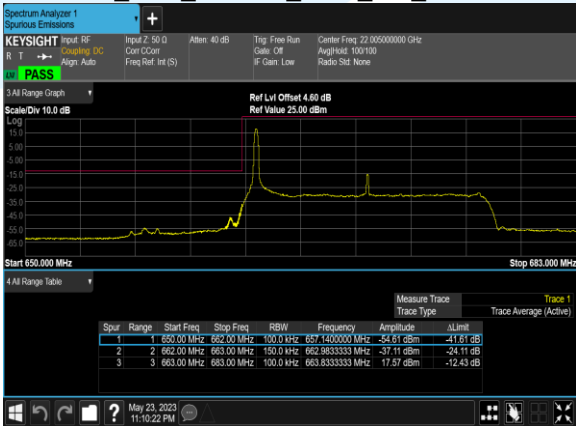 Spectrum Analyzer 1
Spurious Emissions
KEYSIGHT Input: RF Input Z: 50 Ω Atten: 40 dB Trig: Free Run Center Freq: 22.005000000 GHz
R T Coupling: DC Corr CCorr Gate: Off Avg|Hold: 100/100
Align: Auto Freq Ref: Int (S) IF Gain: Low Radio Std: None
PASS
3 All Range Graph
Ref Lvl Offset 4.60 dB
Scale/Div 10.0 dB Ref Value 25.00 dBm
Log
15.0
5.00
-5.00
-15.0
-25.0
-35.0
-45.0
-55.0
-65.0
Start 650.000 MHz Stop 683.000 MHz
4 All Range Table
Measure Trace Trace 1
Trace Type Trace Average (Active)
Spur Range Start Freq Stop Freq RBW Frequency Amplitude ΔLimit
1 1 650.00 MHz 662.00 MHz 100.0 kHz 657.1400000 MHz -54.61 dBm -41.61 dB
2 2 662.00 MHz 663.00 MHz 150.0 kHz 662.9833333 MHz -37.11 dBm -24.11 dB
3 3 663.00 MHz 683.00 MHz 100.0 kHz 663.8333333 MHz 17.57 dBm -12.43 dB
? May 23, 2023
11:10:22 PM